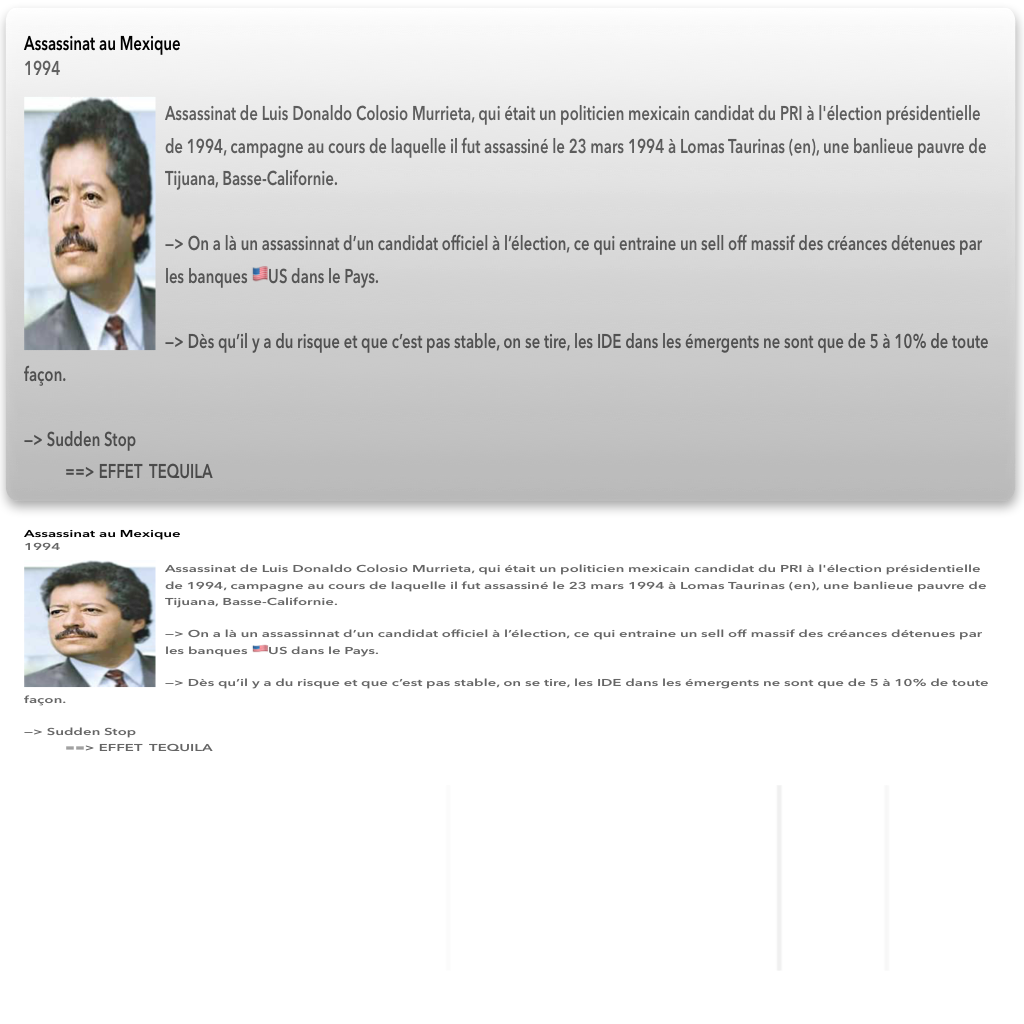 Assassinat au Mexique
1994
Assassinat de Luis Donaldo Colosio Murrieta, qui était un politicien mexicain candidat du PRI à l'élection présidentielle
de 1994, campagne au cours de laquelle il fut assassiné le 23 mars 1994 à Lomas Taurinas (en), une banlieue pauvre de
Tijuana, Basse-Californie.
—> On a là un assassinnat d’un candidat officiel à l’élection, ce qui entraine un sell off massif des créances détenues par
les banques 🇺🇸US dans le Pays.
—> Dès qu’il y a du risque et que c’est pas stable, on se tire, les IDE dans les émergents ne sont que de 5 à 10% de toute
façon.
—> Sudden Stop
==> EFFET TEQUILA
Assassinat au Mexique
1994
Assassinat de Luis Donaldo Colosio Murrieta, qui était un politicien mexicain candidat du PRI à l'élection présidentielle
de 1994, campagne au cours de laquelle il fut assassiné le 23 mars 1994 à Lomas Taurinas (en), une banlieue pauvre de
Tijuana, Basse-Californie.
—> On a là un assassinnat d’un candidat officiel à l’élection, ce qui entraine un sell off massif des créances détenues par
les banques 🇺🇸US dans le Pays.
—> Dès qu’il y a du risque et que c’est pas stable, on se tire, les IDE dans les émergents ne sont que de 5 à 10% de toute
façon.
—> Sudden Stop
==> EFFET TEQUILA